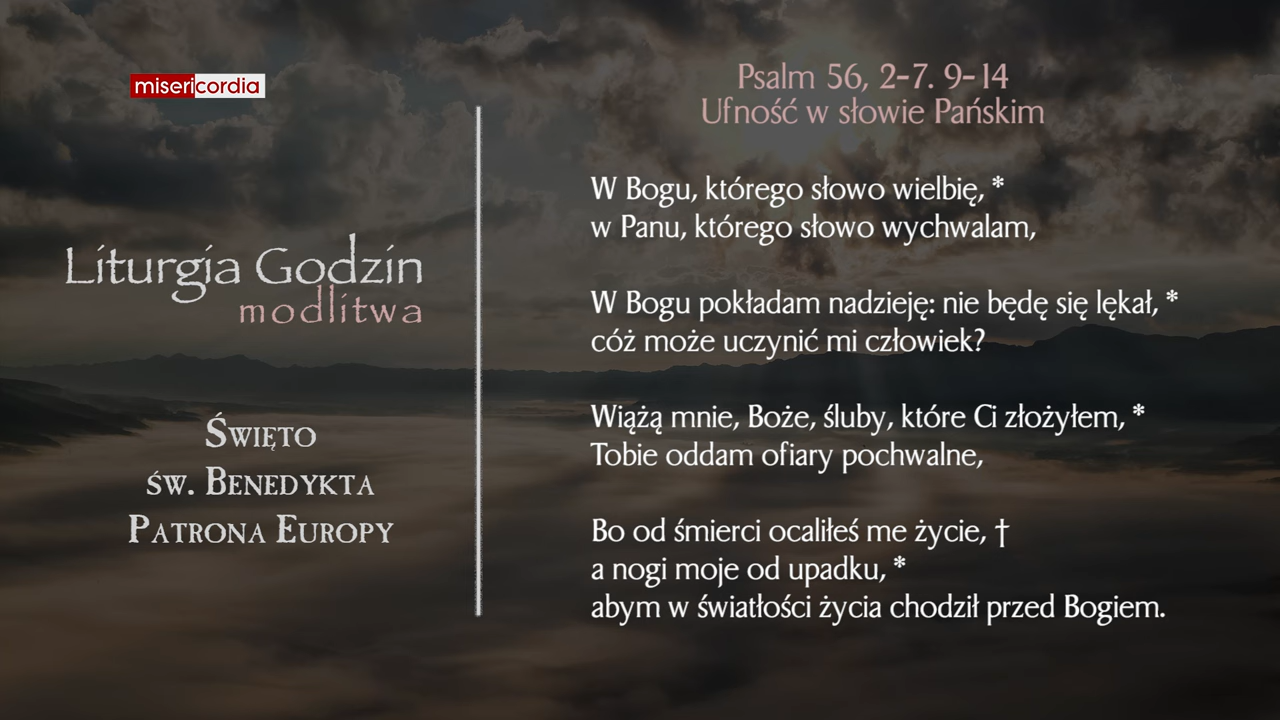 misericordia
Liturgia Godzin
modlitwa
Święto
św. Benedykta
Patrona Europy
Psalm 56, 2-7. 9-14
Ufność w słowie Pańskim
W Bogu, którego słowo wielbię, *
w Panu, którego słowo wychwalam,
W Bogu pokładam nadzieję: nie będę się lękał, *
cóż może uczynić mi człowiek?
Wiążą mnie, Boże, śluby, które Ci złożyłem, *
Tobie oddam ofiary pochwalne,
Bo od śmierci ocaliłeś me życie, †
a nogi moje od upadku, *
abym w światłości życia chodził przed Bogiem.